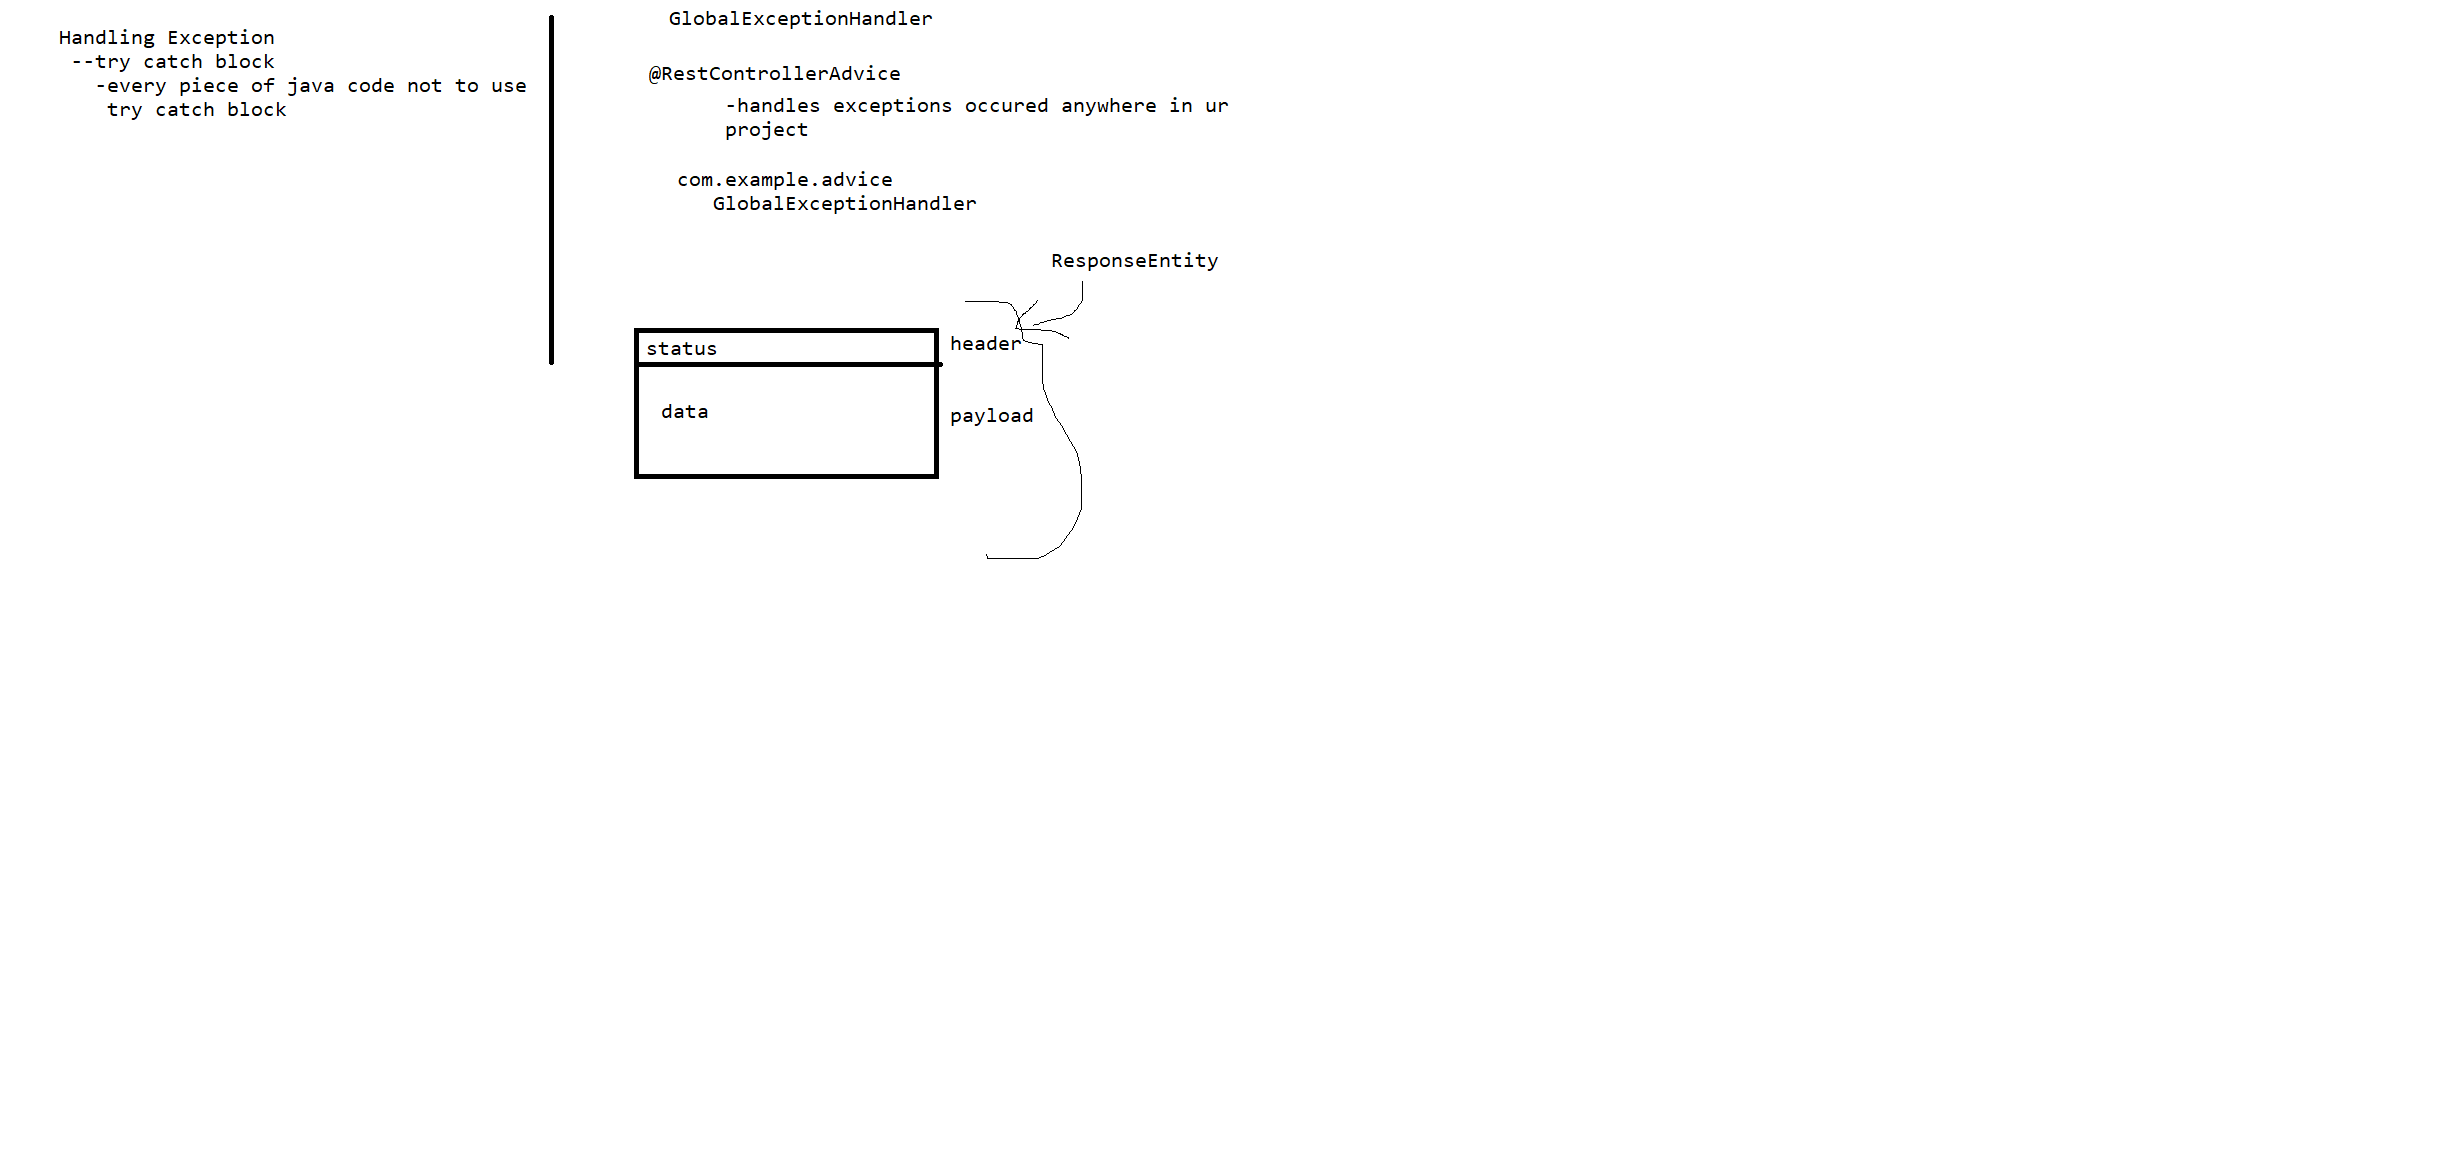 Handling Exception
--try catch block
-every piece of java code not to use
try catch block
GlobalExceptionHandler
@RestControllerAdvice
-handles exceptions occured anywhere in ur
project
com.example.advice
GlobalExceptionHandler
ResponseEntity
status
header
data
payload